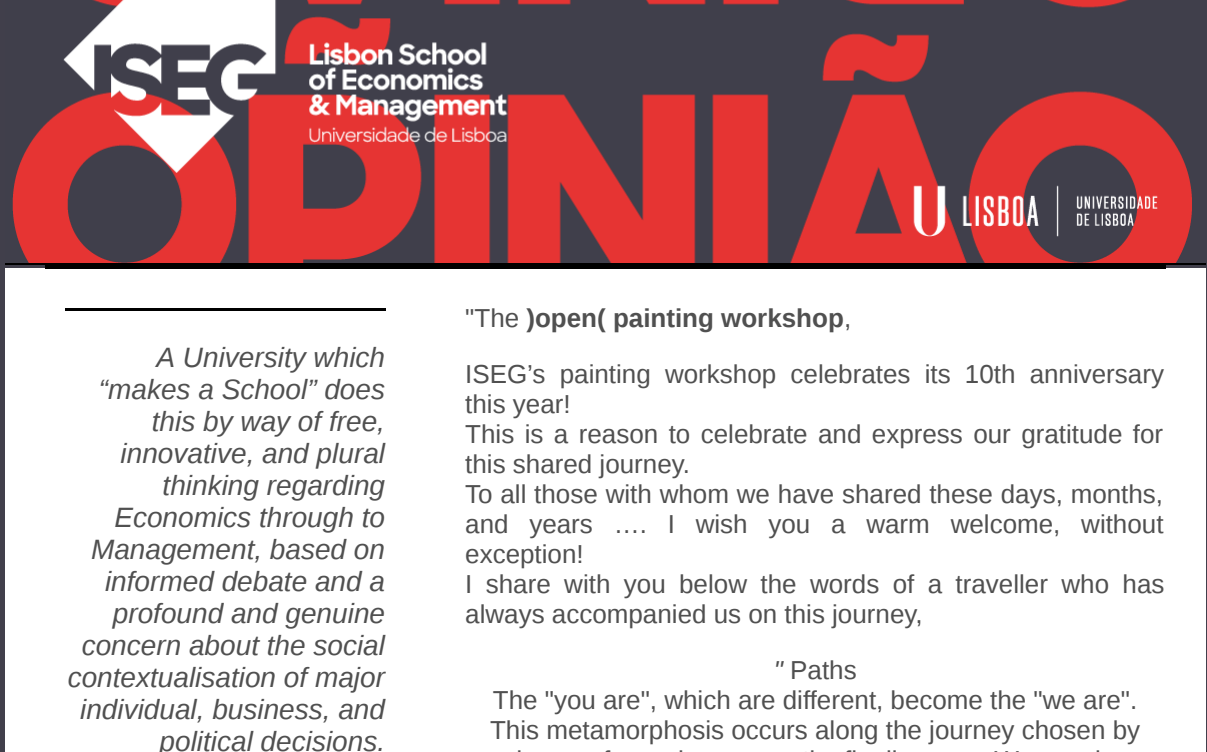 ISEG
Lisbon School
of Economics
& Management
Universidade de Lisboa
OPINIÃO
U LISBOA
UNIVERSIDADE
DE LISBOA
A University which
“makes a School” does
this by way of free,
innovative, and plural
thinking regarding
Economics through to
Management, based on
informed debate and a
profound and genuine
concern about the social
contextualisation of major
individual, business, and
political decisions.
"The )open( painting workshop,
ISEG’s painting workshop celebrates its 10th anniversary
this year!
This is a reason to celebrate and express our gratitude for
this shared journey.
To all those with whom we have shared these days, months,
and years …. I wish you a warm welcome, without
exception!
I share with you below the words of a traveller who has
always accompanied us on this journey,
" Paths
The "you are", which are different, become the "we are".
This metamorphosis occurs along the journey chosen by